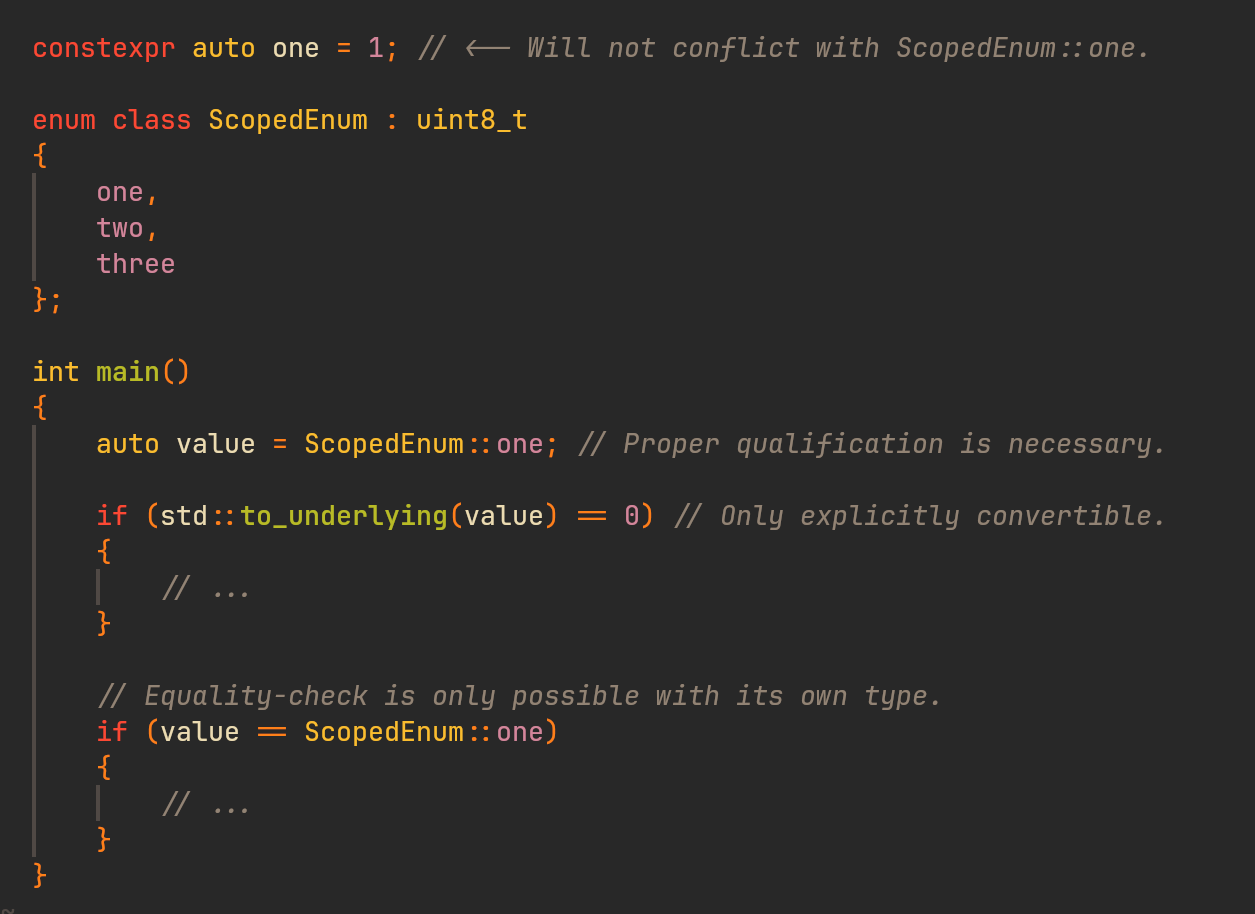 constexpr auto one = 1; // <-- Will not conflict with ScopedEnum::one.
enum class ScopedEnum : uint8_t
{
    one,
    two,
    three
};
int main()
{
    auto value = ScopedEnum::one; // Proper qualification is necessary.
    if (std::to_underlying(value) == 0) // Only explicitly convertible.
    {
        // ...
    }
    // Equality-check is only possible with its own type.
    if (value == ScopedEnum::one)
    {
        // ...
    }
}
~